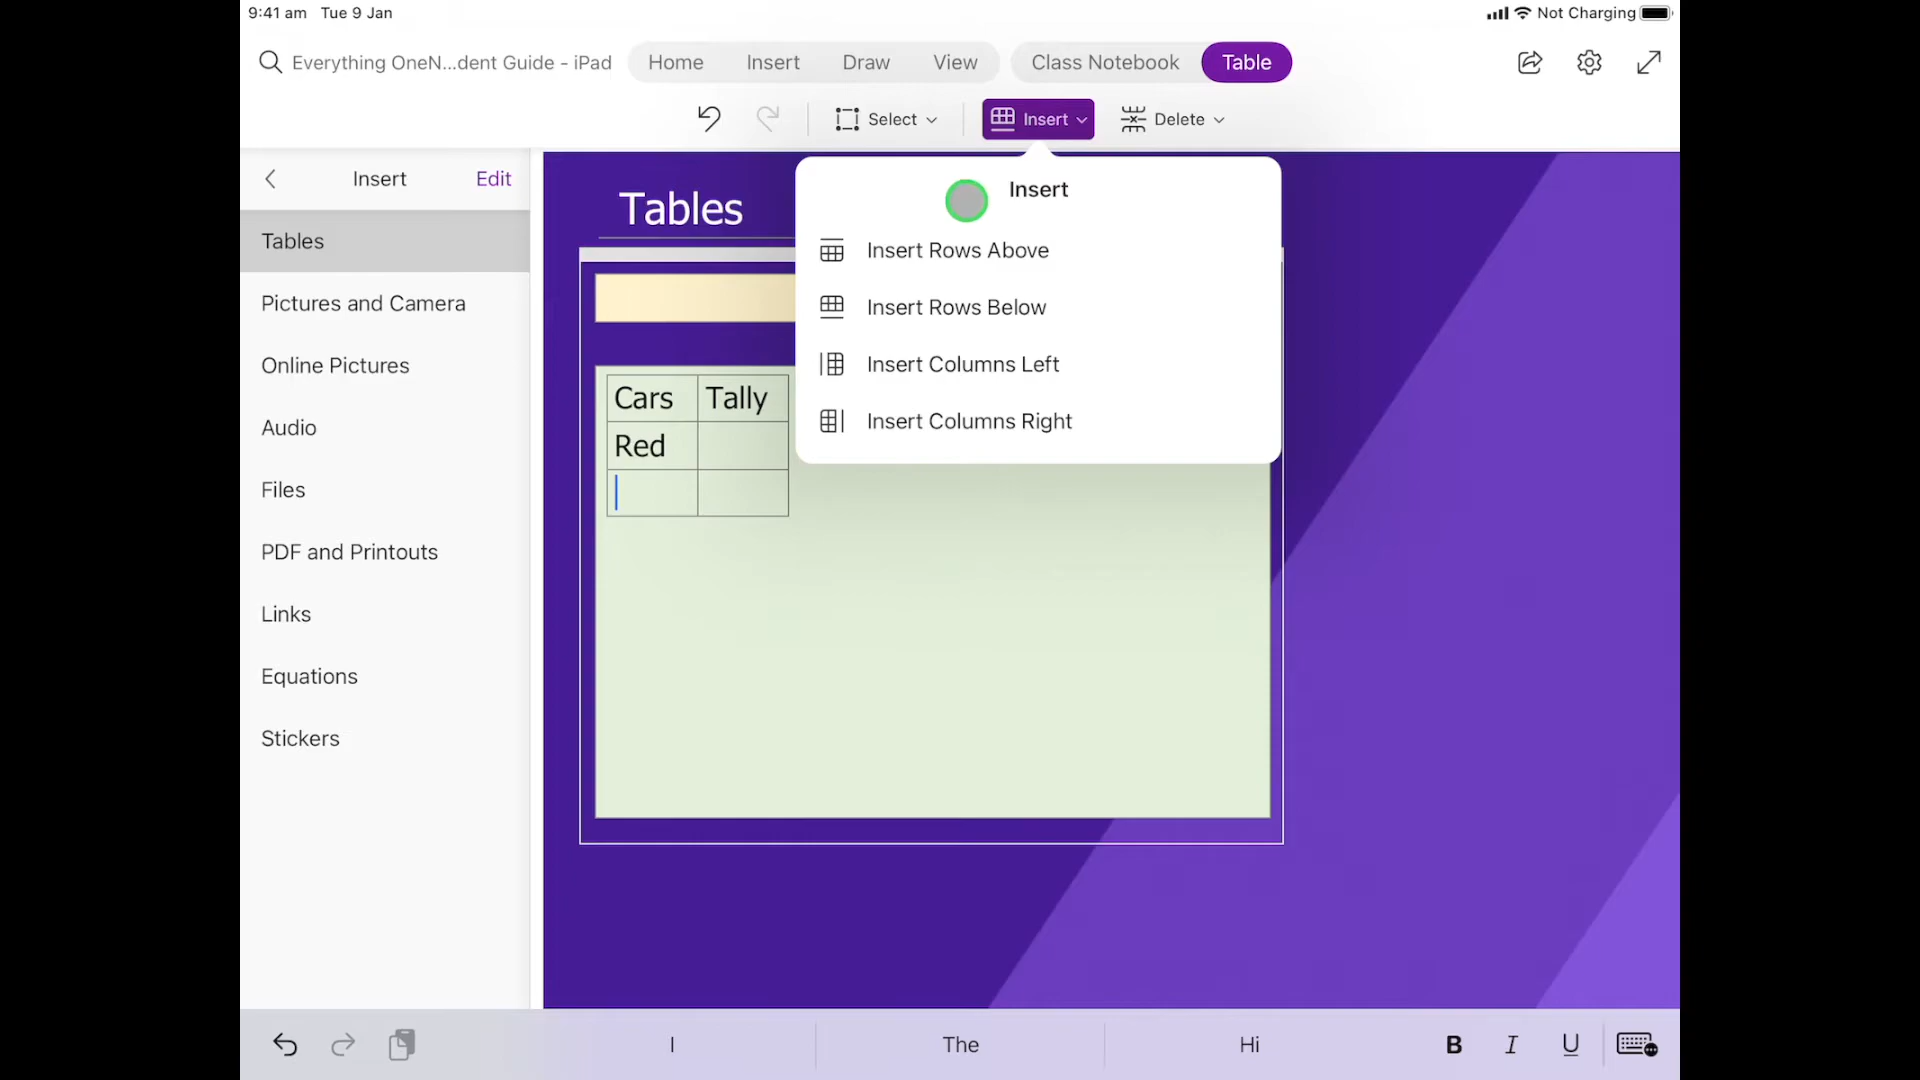 9:41 am Tue 9 Jan
Not Charging
Everything OneN...dent Guide - iPad
Home Insert Draw View Class Notebook Table
Select Insert Delete
Insert Edit
Tables
Pictures and Camera
Online Pictures
Audio
Files
PDF and Printouts
Links
Equations
Stickers
Tables
Cars Tally
Red
Insert
Insert Rows Above
Insert Rows Below
Insert Columns Left
Insert Columns Right
I The Hi B I U